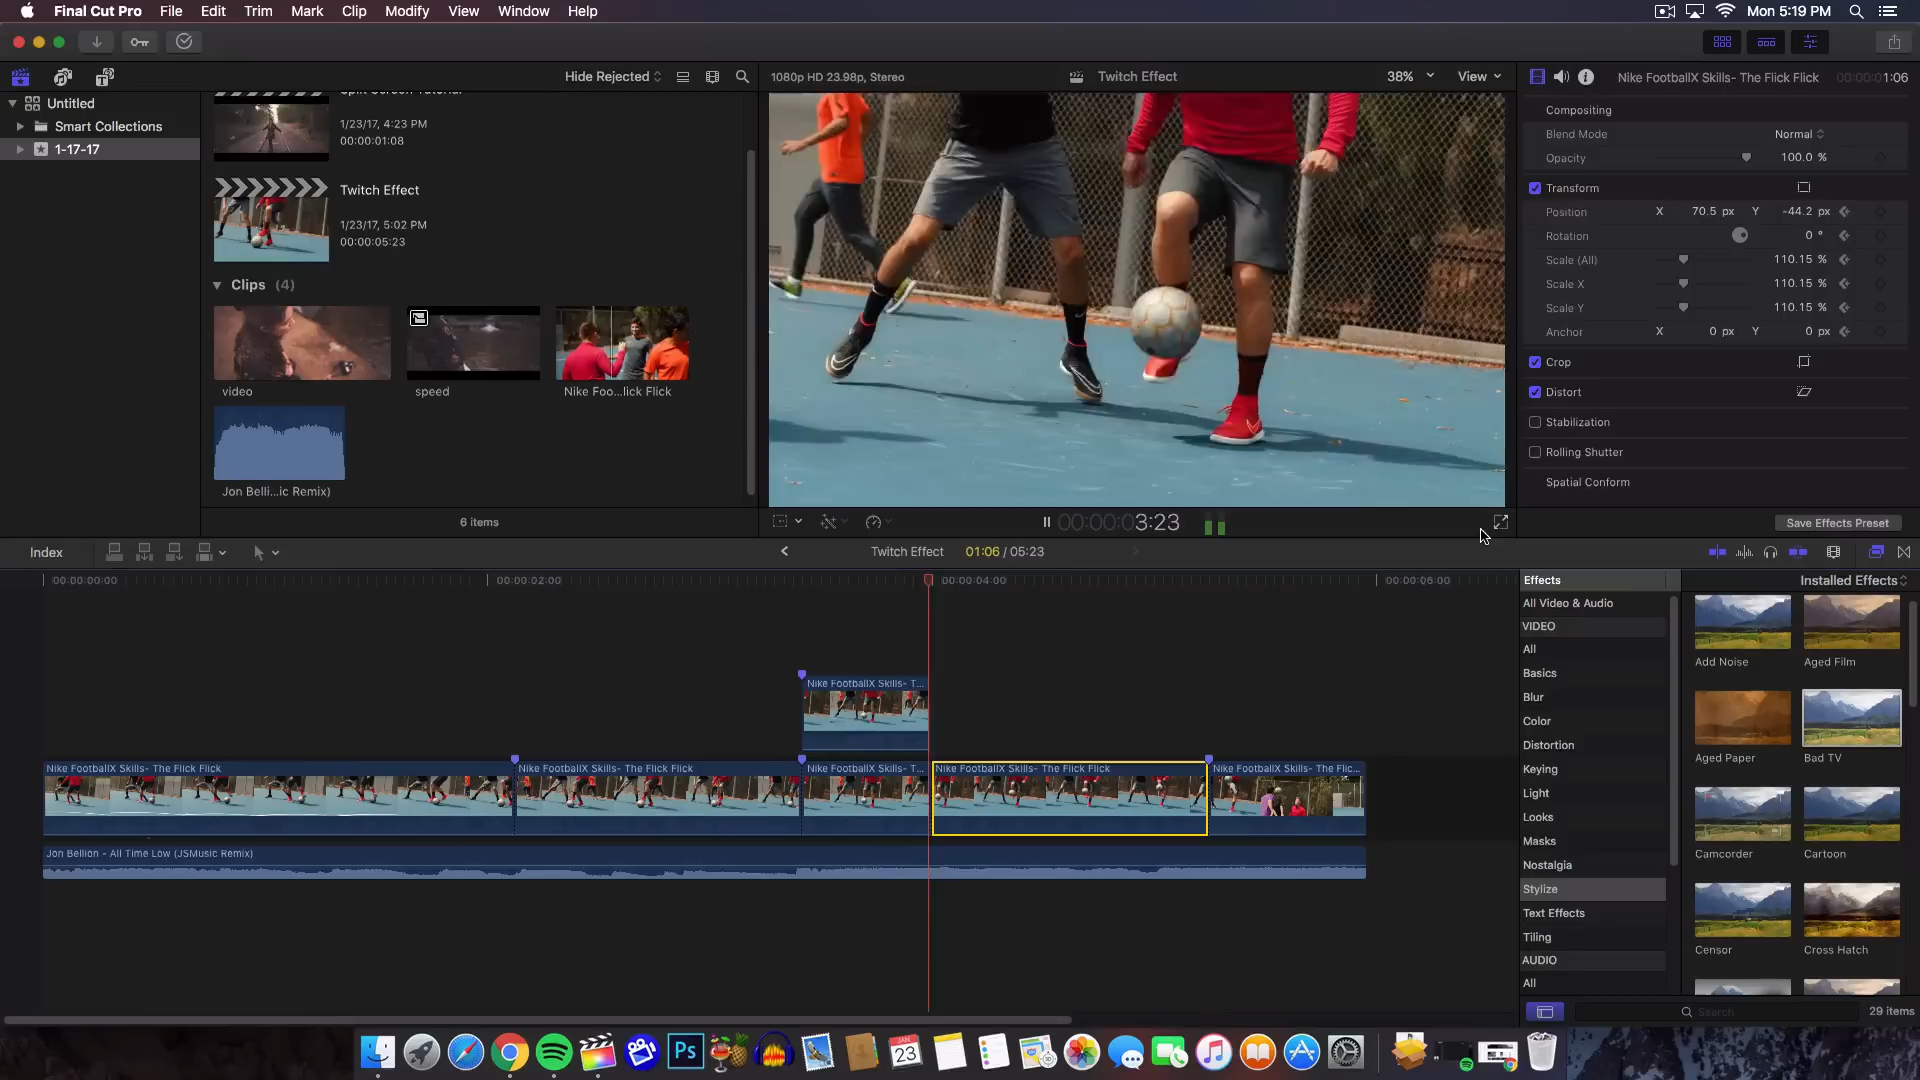 Final Cut Pro File Edit Trim Mark Clip Modify View Window Help Mon 5:19 PM
Hide Rejected
1080p HD 23.98p, Stereo Twitch Effect 38% View
Nike FootballX Skills- The Flick Flick 00:00:01:06
Untitled
Smart Collections
1-17-17
1/23/17, 4:23 PM
00:00:01:08
Twitch Effect
1/23/17, 5:02 PM
00:00:05:23
Clips (4)
video
speed
Nike Foo...lick Flick
Jon Belli...ic Remix)
6 items
00:00:03:23
Compositing
Blend Mode Normal
Opacity 100.0 %
Transform
Position X 70.5 px Y -44.2 px
Rotation 0 °
Scale (All) 110.15 %
Scale X 110.15 %
Scale Y 110.15 %
Anchor X 0 px Y 0 px
Crop
Distort
Stabilization
Rolling Shutter
Spatial Conform
Save Effects Preset
Index
Twitch Effect 01:06 / 05:23
00:00:00:00 00:00:02:00 00:00:04:00 00:00:06:00
Nike FootballX Skills- T...
Nike FootballX Skills- The Flick Flick
Nike FootballX Skills- The Flick Flick
Nike FootballX Skills- T...
Nike FootballX Skills- The Flick Flick
Nike FootballX Skills- The Flic...
Jon Bellion - All Time Low (JSMusic Remix)
Effects Installed Effects
All Video & Audio
VIDEO
All
Basics
Blur
Color
Distortion
Keying
Light
Looks
Masks
Nostalgia
Stylize
Text Effects
Tiling
AUDIO
All
Add Noise
Aged Film
Aged Paper
Bad TV
Camcorder
Cartoon
Censor
Cross Hatch
Search
29 items
Ps
JAN
23